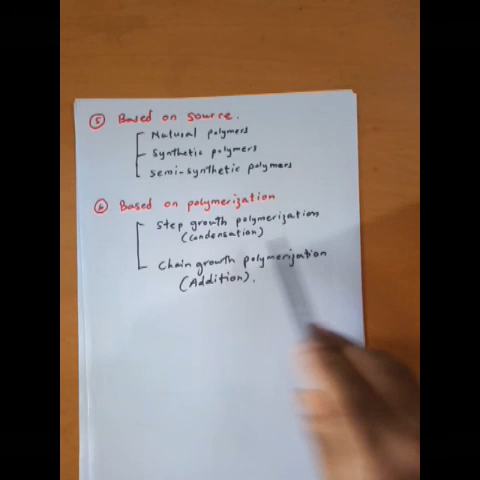 ⑤ Based on source.
Natural polymers
Synthetic polymers
semi-synthetic polymers
⑥ Based on polymerization
Step growth polymerization
(condensation)
Chain growth polymerization
(Addition).